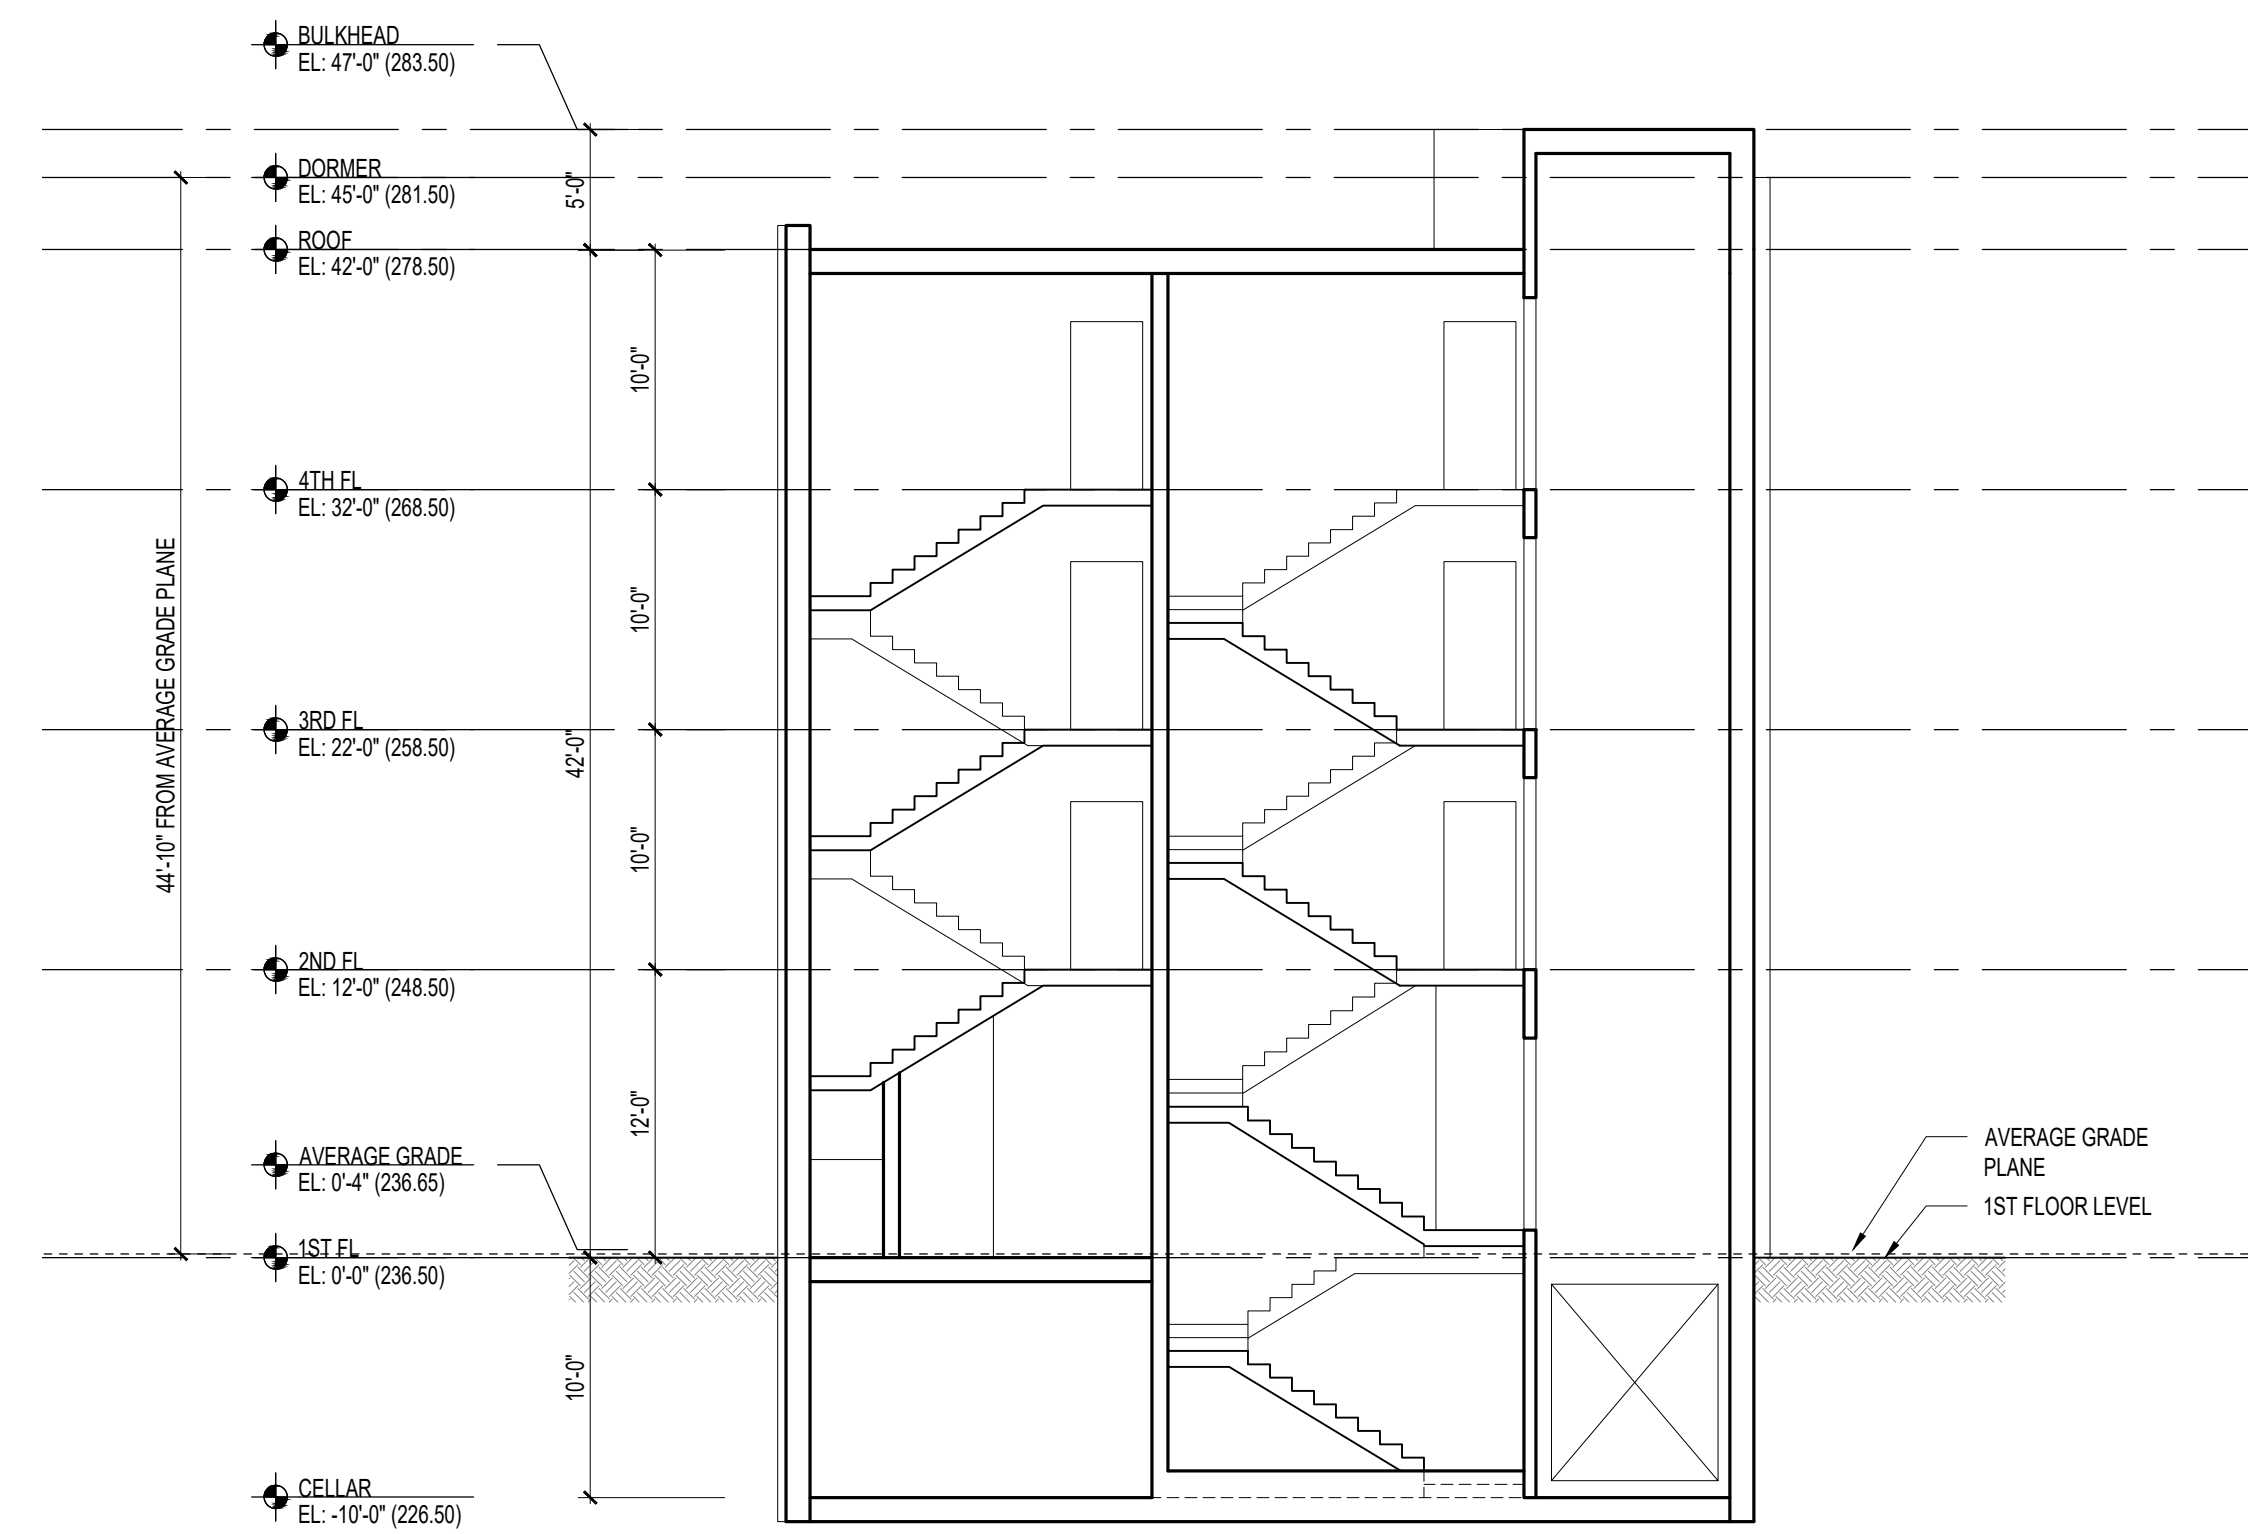 BULKHEAD
EL: 47'-0" (283.50)
DORMER
EL: 45'-0" (281.50)
5'-0"
ROOF
EL: 42'-0" (278.50)
10'-0"
4TH FL
EL: 32'-0" (268.50)
44'-10" FROM AVERAGE GRADE PLANE
10'-0"
3RD FL
EL: 22'-0" (258.50)
42'-0"
10'-0"
2ND FL
EL: 12'-0" (248.50)
12'-0"
AVERAGE GRADE
EL: 0'-4" (236.65)
AVERAGE GRADE
PLANE
1ST FLOOR LEVEL
1ST FL
EL: 0'-0" (236.50)
10'-0"
CELLAR
EL: -10'-0" (226.50)